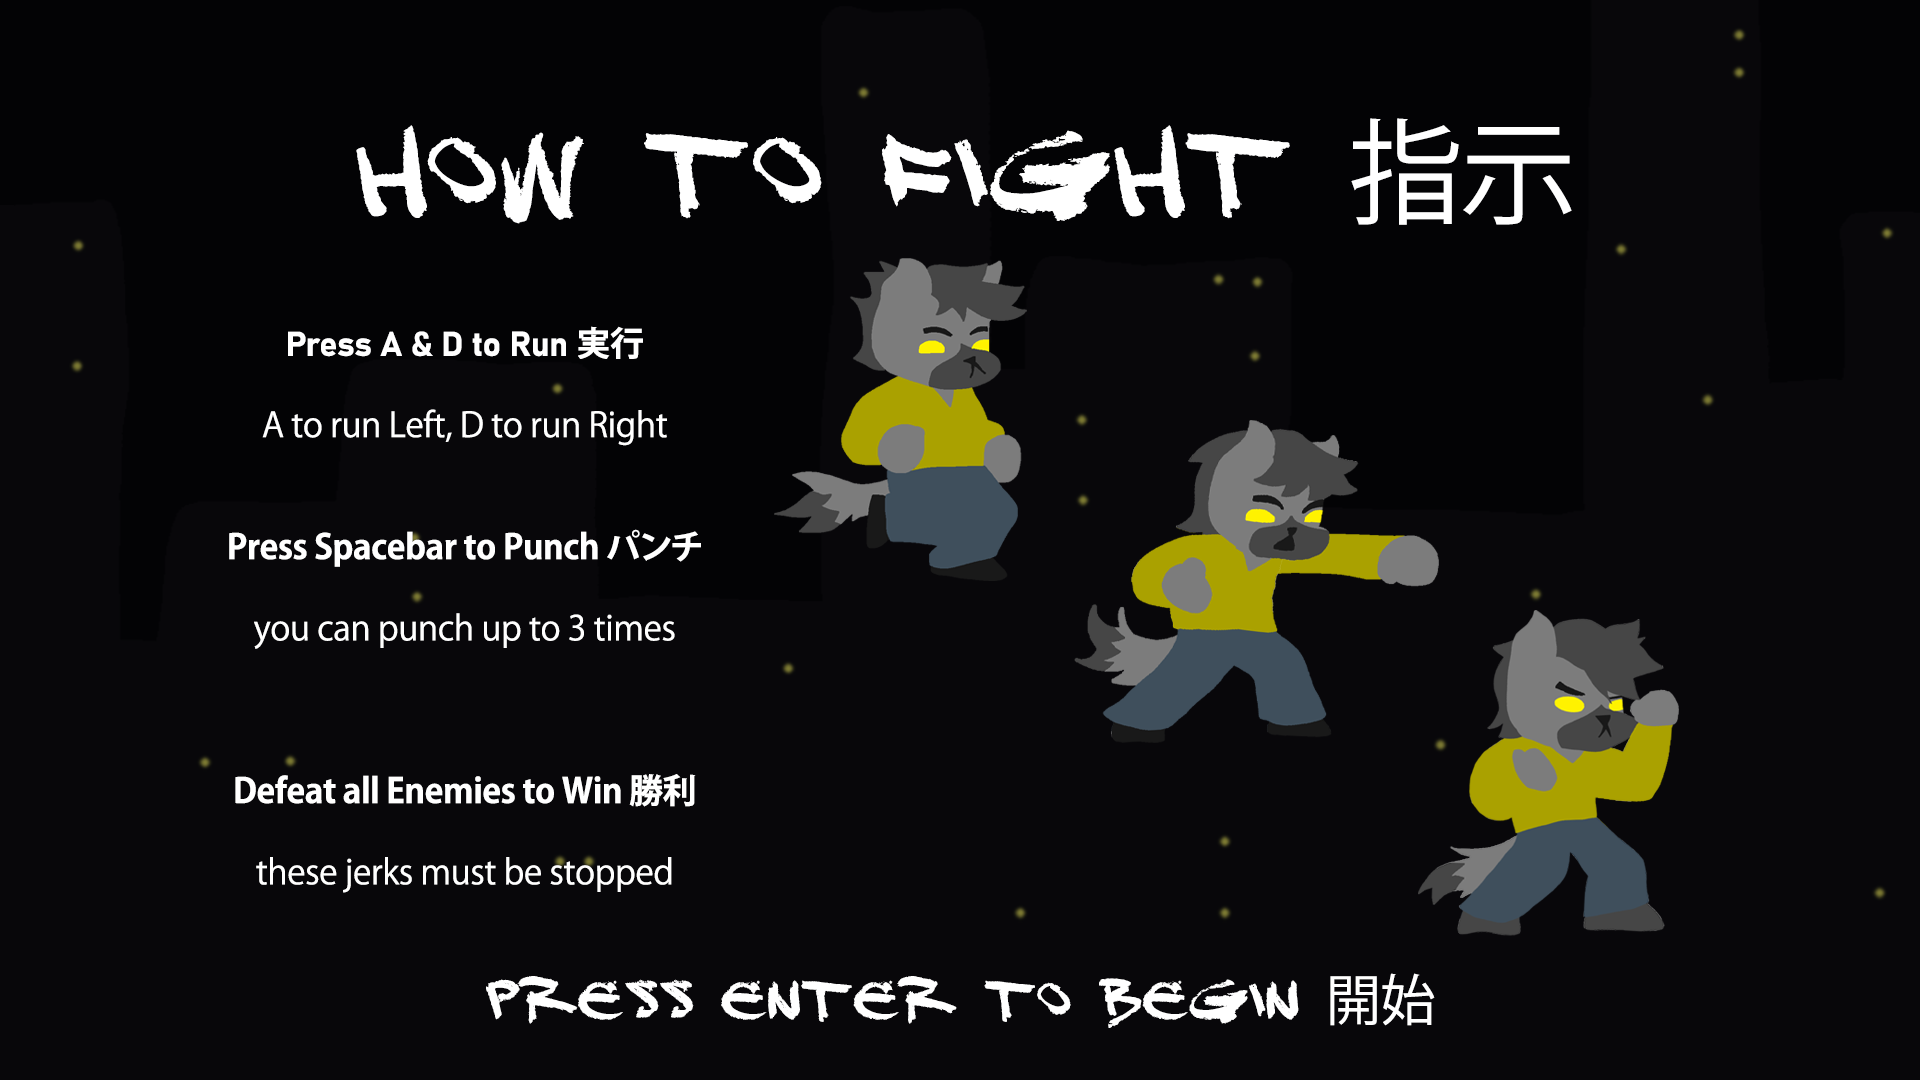 HOW TO FIGHT 指示
Press A & D to Run 実行
A to run Left, D to run Right
Press Spacebar to Punch パンチ
you can punch up to 3 times
Defeat all Enemies to Win 勝利
these jerks must be stopped
PRESS ENTER TO BEGIN 開始